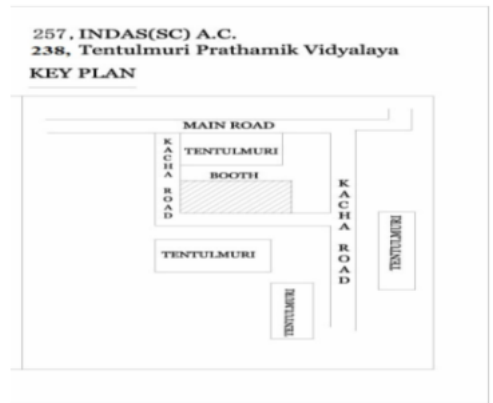 257, INDAS(SC) A.C.
238, Tentulmuri Prathamik Vidyalaya
KEY PLAN
MAIN ROAD
KACHA ROAD
TENTULMURI
BOOTH
KACHA ROAD
TENTULMURI
TENTULMURI
TENTULMURI